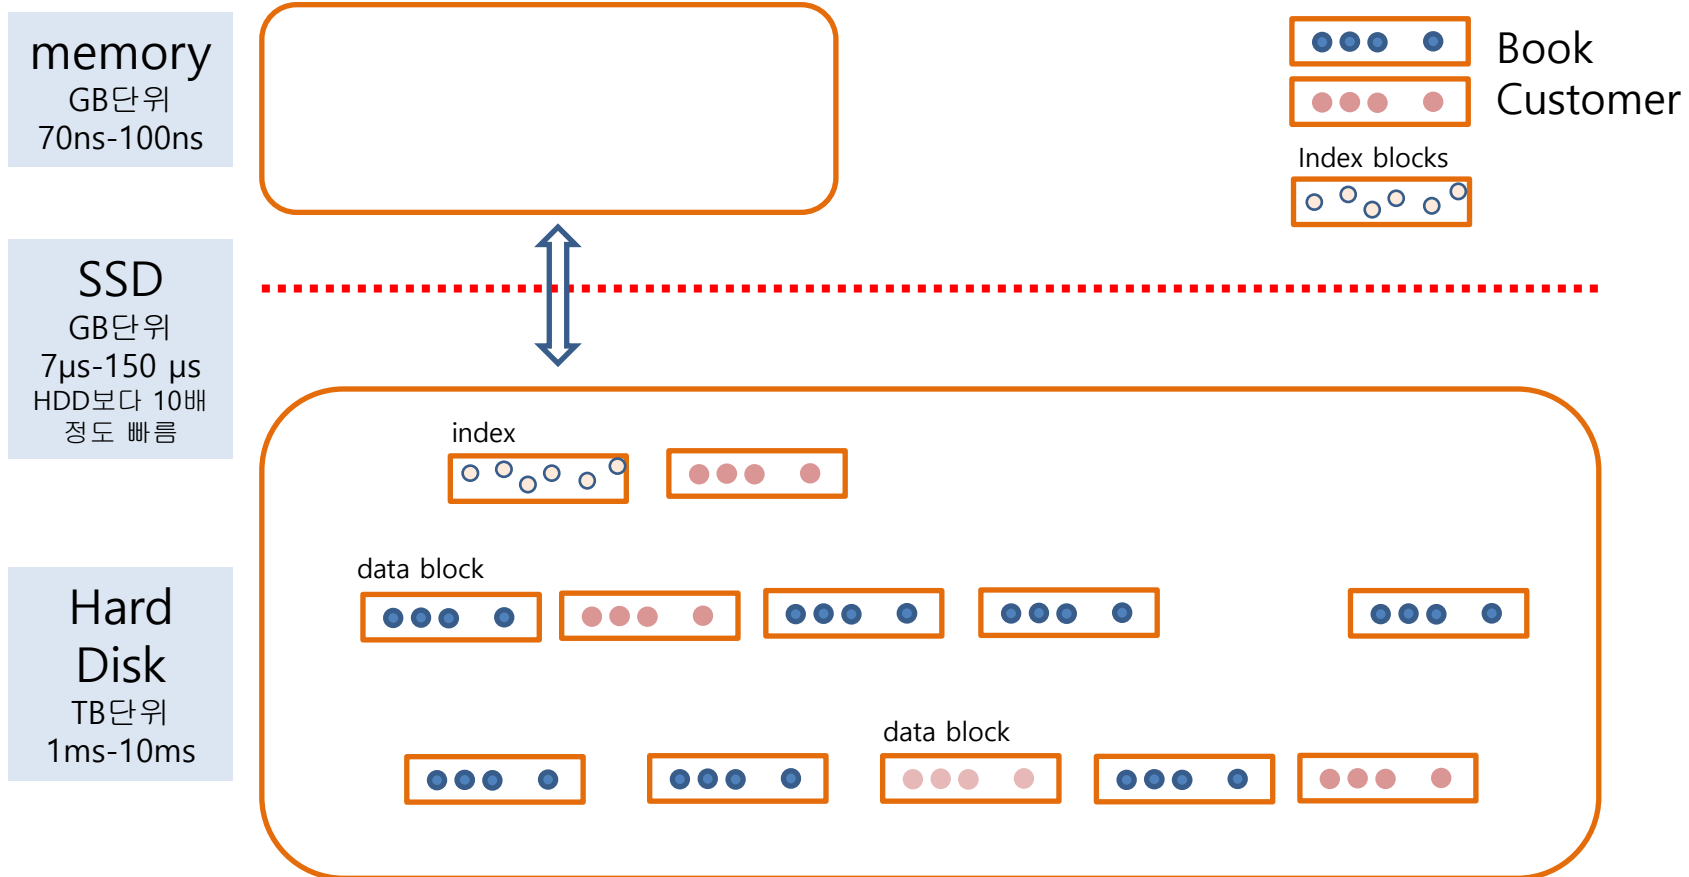 memory
GB단위
70ns-100ns
SSD
GB단위
7μs-150 μs
HDD보다 10배
정도 빠름
Hard
Disk
TB단위
1ms-10ms
Book
Customer
Index blocks
index
data block
data block